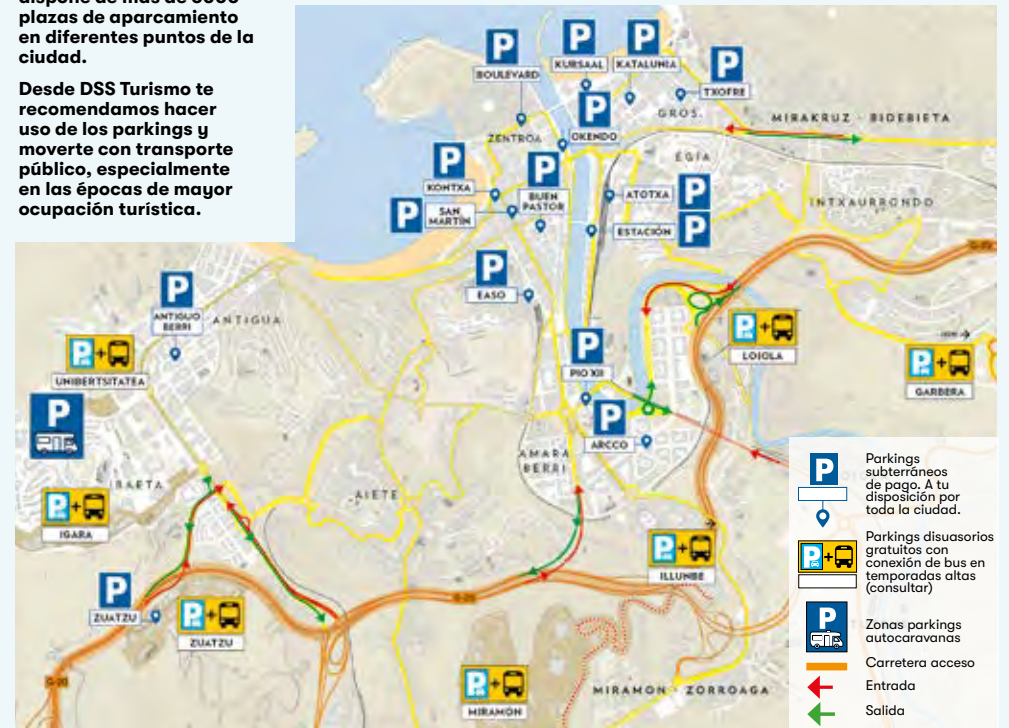 plazas de aparcamiento
en diferentes puntos de la
ciudad.
Desde DSS Turismo te
recomendamos hacer
uso de los parkings y
moverte con transporte
público, especialmente
en las épocas de mayor
ocupación turística.
P
BOULEVARD
P
KURSAAL
P
KATALUNIA
P
TXOFRE
P
OKENDO
GROS
ZENTROA
MIRAKRUZ - BIDEBIETA
EGIA
INTXAURRONDO
P
KONTXA
P
SAN
MARTIN
P
BUEN
PASTOR
ATOTXA
P
ESTACIÓN
P
P
EASO
P
ANTIGUO
BERRI
ANTIGUA
P+
UNIBERTSITATEA
P
IBAETA
P+
IGARA
P
ZUATZU
P+
ZUATZU
AIETE
P
PIO XII
P
ARCCO
AMARA
BERRI
P+
LOIOLA
P+
GARBERA
P+
ILLUNBE
P+
MIRAMÓN
MIRAMON - ZORROAGA
G-20
G-20
G-20
P
Parkings
subterráneos
de pago. A tu
disposición por
toda la ciudad.
P+
Parkings disuasorios
gratuitos con
conexión de bus en
temporadas altas
(consultar)
P
Zonas parkings
autocaravanas
Carretera acceso
Entrada
Salida